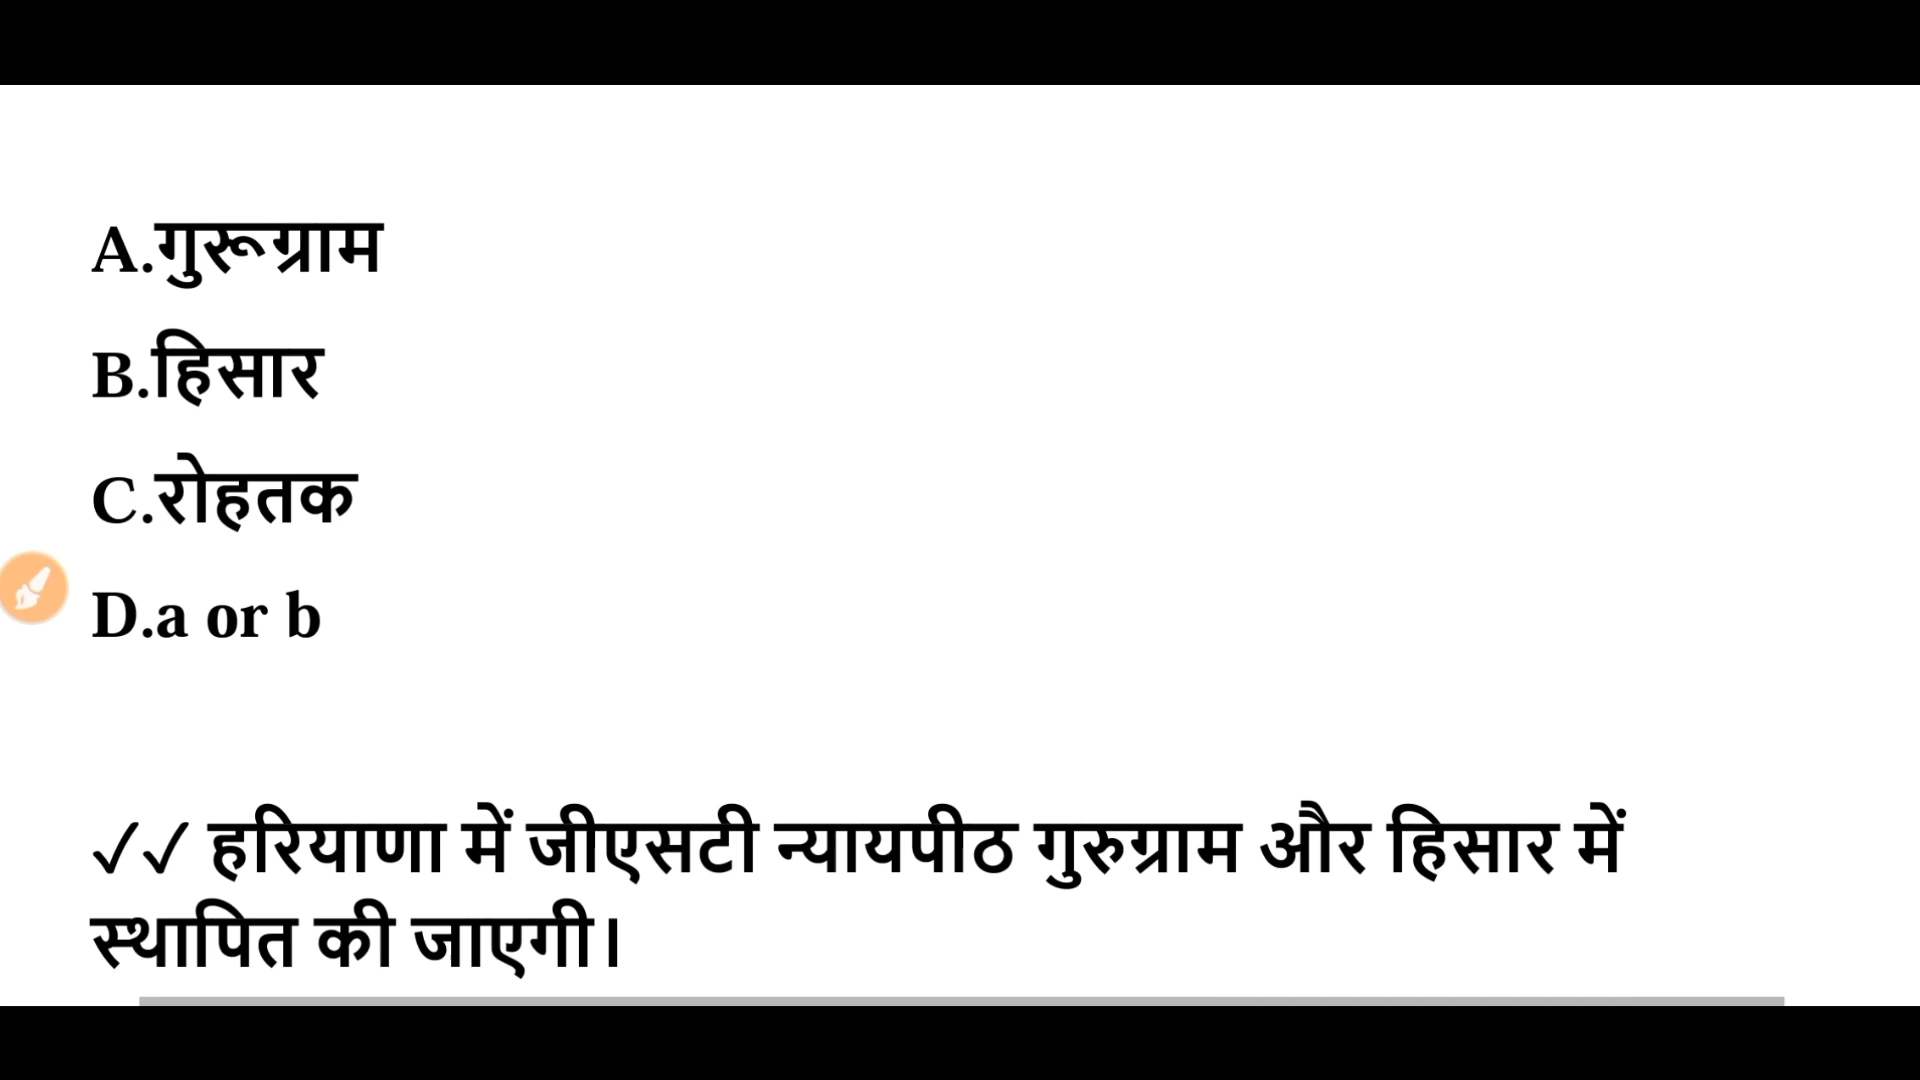 A.गुरूग्राम
B.हिसार
C.रोहतक
D.a or b
✓✓ हरियाणा में जीएसटी न्यायपीठ गुरुग्राम और हिसार में
स्थापित की जाएगी।